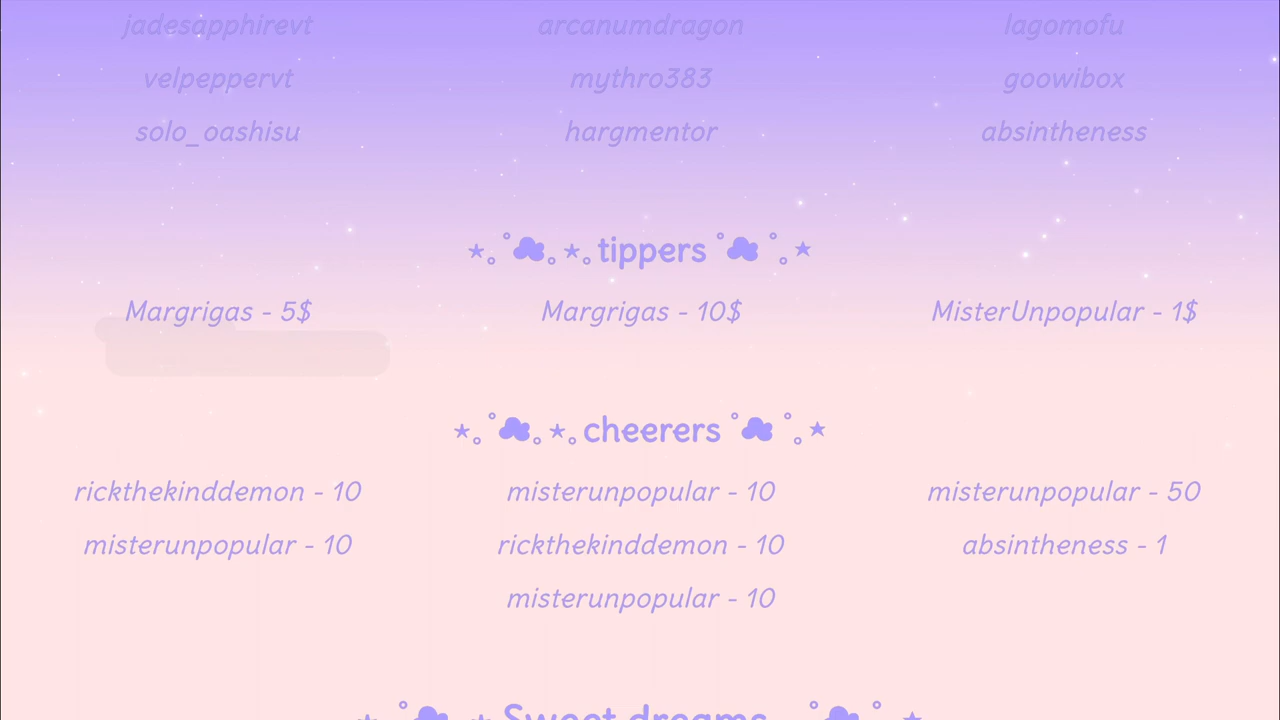 jadesapphirevt arcanumdragon lagomofu
velpeppervt mythro383 goowibox
solo_oashisu hargmentor absintheness
⋆｡˚☁︎｡⋆｡tippers ˚☁︎˚｡⋆
Margrigas - 5$ Margrigas - 10$ MisterUnpopular - 1$
⋆｡˚☁︎｡⋆｡cheerers ˚☁︎˚｡⋆
rickthekinddemon - 10 misterunpopular - 10 misterunpopular - 50
misterunpopular - 10 rickthekinddemon - 10 absintheness - 1
misterunpopular - 10
⋆｡˚☁︎｡⋆｡Sweet dreams ˚☁︎˚｡⋆